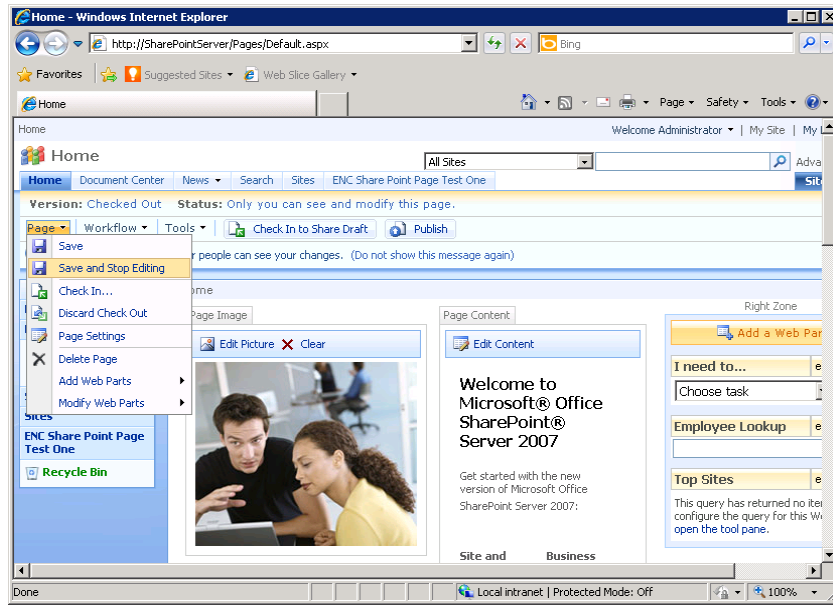 Home - Windows Internet Explorer
http://SharePointServer/Pages/Default.aspx
Bing
Favorites Suggested Sites Web Slice Gallery
Home Page Safety Tools
Home Welcome Administrator | My Site | My
Home All Sites
Home Document Center News Search Sites ENC Share Point Page Test One
Version: Checked Out Status: Only you can see and modify this page.
Page Workflow Tools Check In to Share Draft Publish
people can see your changes. (Do not show this message again)
Save
Save and Stop Editing
Check In...
Discard Check Out
Page Settings
Delete Page
Add Web Parts
Modify Web Parts
Sites
ENC Share Point Page
Test One
Recycle Bin
Page Image
Edit Picture Clear
Page Content
Edit Content
Welcome to
Microsoft® Office
SharePoint®
Server 2007
Get started with the new
version of Microsoft Office
SharePoint Server 2007:
Site and Business
Right Zone
Add a Web Par
I need to...
Choose task
Employee Lookup
Top Sites
This query has returned no
configure the query for this
open the tool pane.
Done Local intranet | Protected Mode: Off 100%